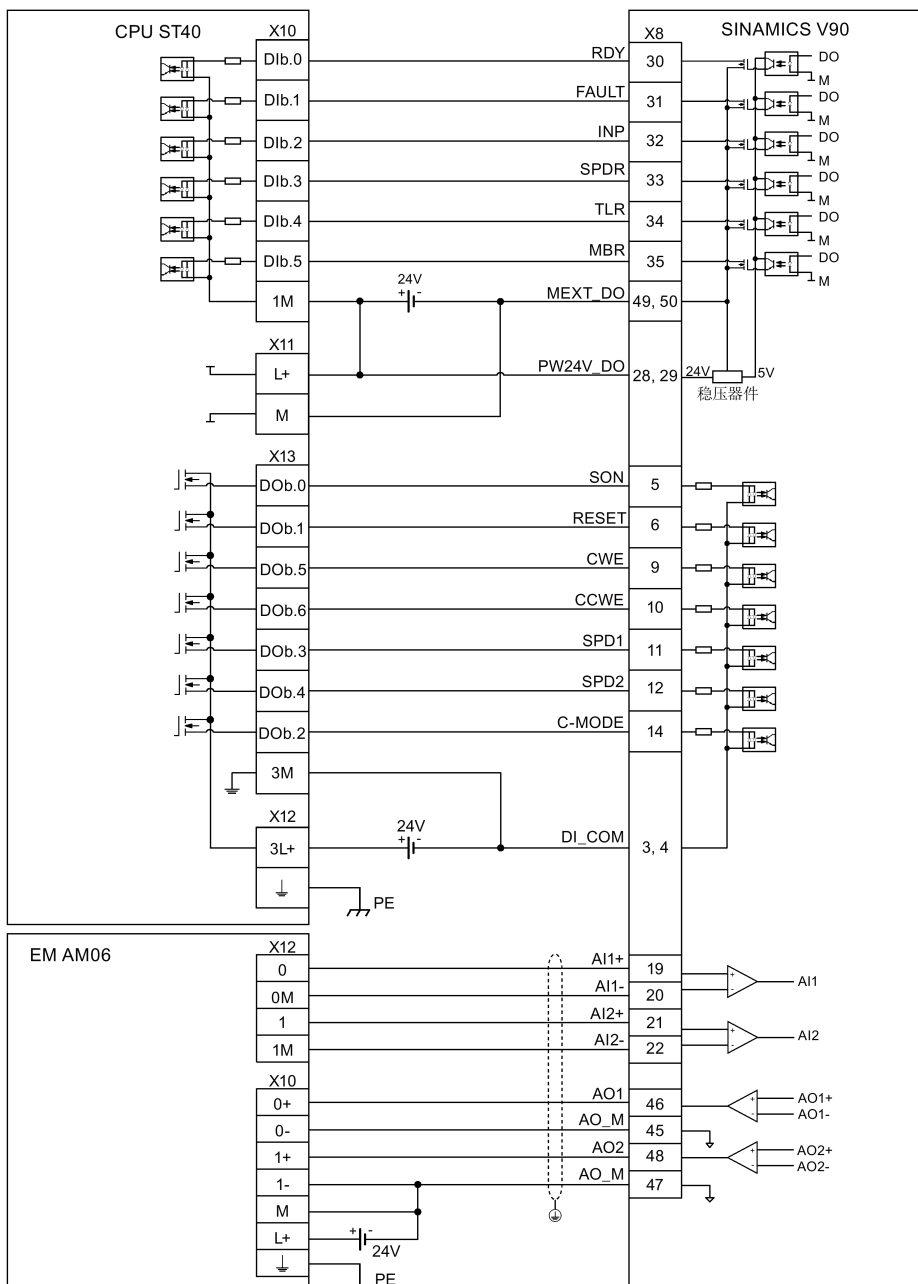 CPU ST40 X10 X8 SINAMICS V90
DIb.0 RDY 30 DO
M
DIb.1 FAULT 31 DO
M
DIb.2 INP 32 DO
M
DIb.3 SPDR 33 DO
M
DIb.4 TLR 34 DO
M
DIb.5 MBR 35 DO
M
24V
+ -
1M MEXT_DO 49, 50
X11
L+ PW24V_DO 28, 29 24V 5V
稳压器件
M
X13
DOb.0 SON 5
DOb.1 RESET 6
DOb.5 CWE 9
DOb.6 CCWE 10
DOb.3 SPD1 11
DOb.4 SPD2 12
DOb.2 C-MODE 14
3M
X12
24V
+ -
3L+ DI_COM 3, 4
PE
EM AM06 X12
0 AI1+ 19 + AI1
0M AI1- 20 -
1 AI2+ 21 + AI2
1M AI2- 22 -
X10
0+ AO1 46 + AO1+
- AO1-
0- AO_M 45
1+ AO2 48 + AO2+
- AO2-
1- AO_M 47
M
L+ + -
24V
PE